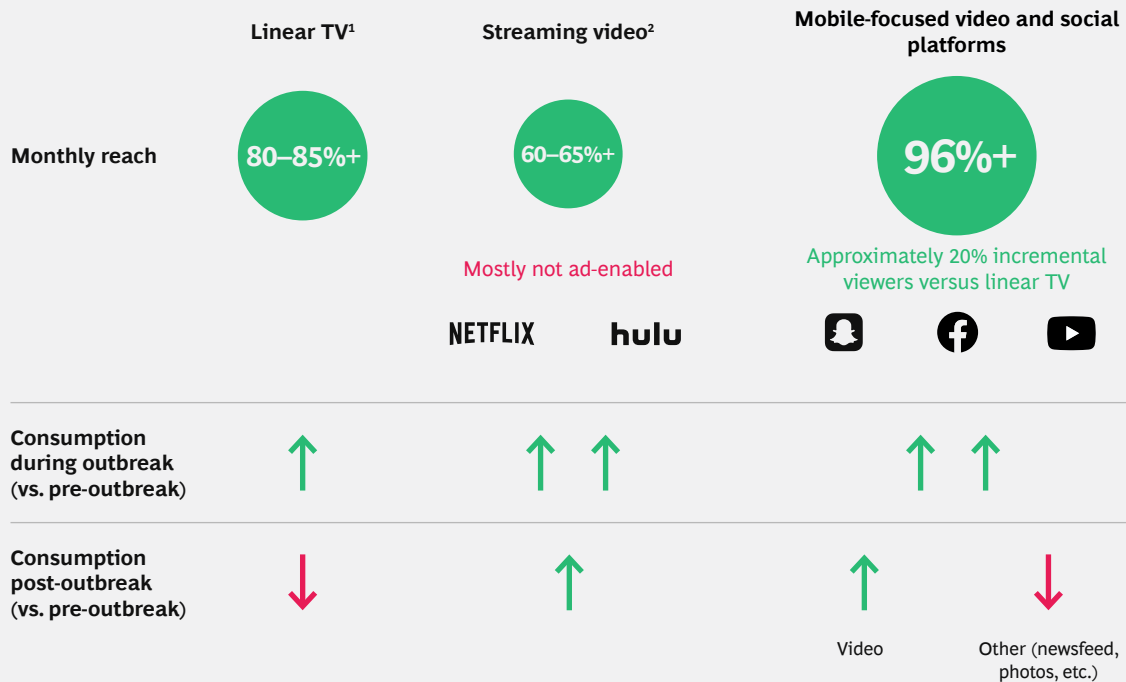 Linear TV¹
Streaming video²
Mobile-focused video and social
platforms
Monthly reach
80–85%+
60–65%+
96%+
Mostly not ad-enabled
Approximately 20% incremental
viewers versus linear TV
NETFLIX
hulu
Consumption
during outbreak
(vs. pre-outbreak)
Consumption
post-outbreak
(vs. pre-outbreak)
Video
Other (newsfeed,
photos, etc.)